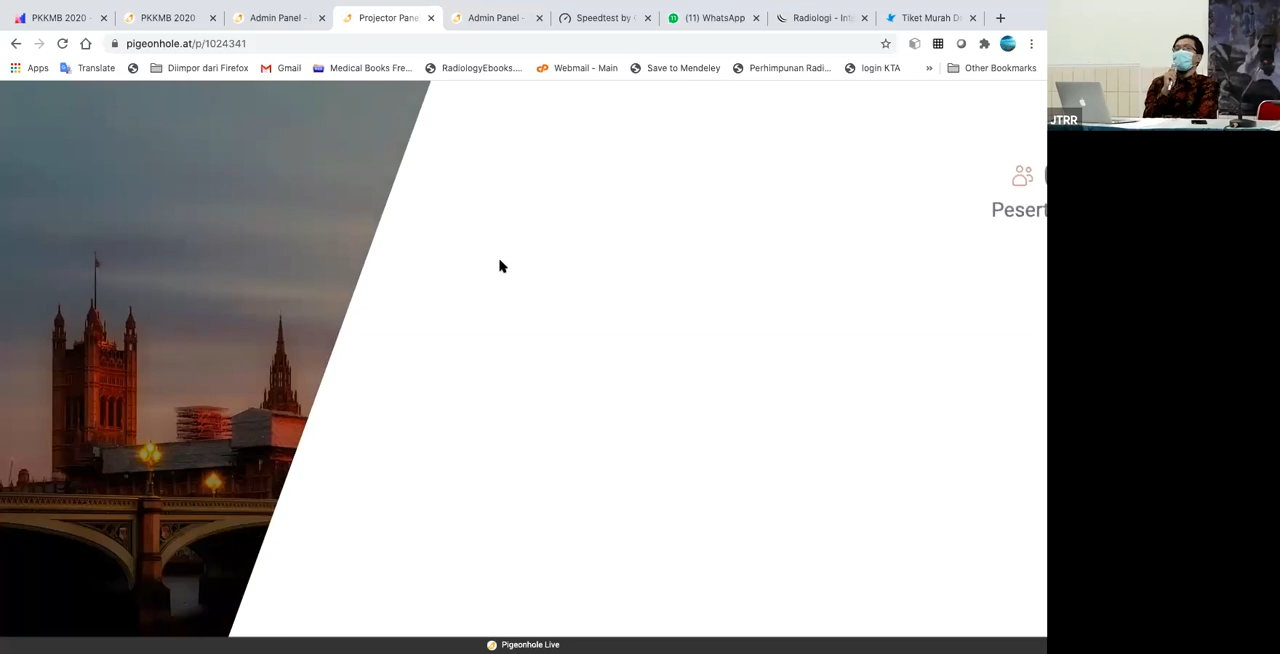 PKKMB 2020 -
PKKMB 2020
Admin Panel -
Projector Pane
Admin Panel -
Speedtest by
(11) WhatsApp
Radiologi - Int
Tiket Murah D
pigeonhole.at/p/1024341
Apps
Translate
Diimpor dari Firefox
Gmail
Medical Books Fre...
RadiologyEbooks....
Webmail - Main
Save to Mendeley
Perhimpunan Radi...
login KTA
»
Other Bookmarks
JTRR
Pesert
Pigeonhole Live